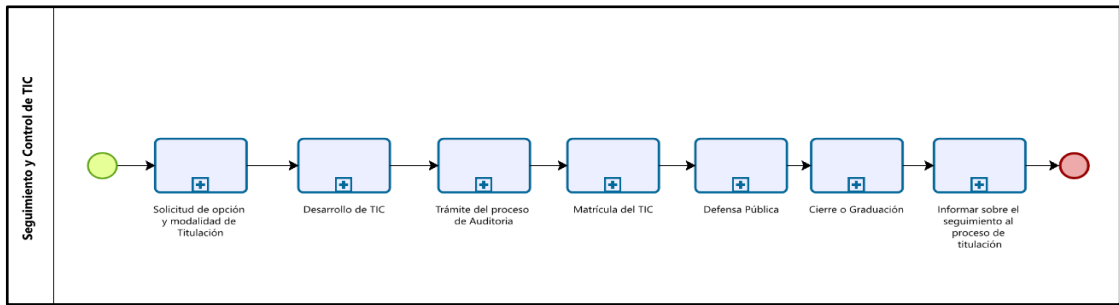 Seguimiento y Control de TIC
Solicitud de opción
y modalidad de
Titulación
Desarrollo de TIC
Trámite del proceso
de Auditoria
Matrícula del TIC
Defensa Pública
Cierre o Graduación
Informar sobre el
seguimiento al
proceso de
titulación